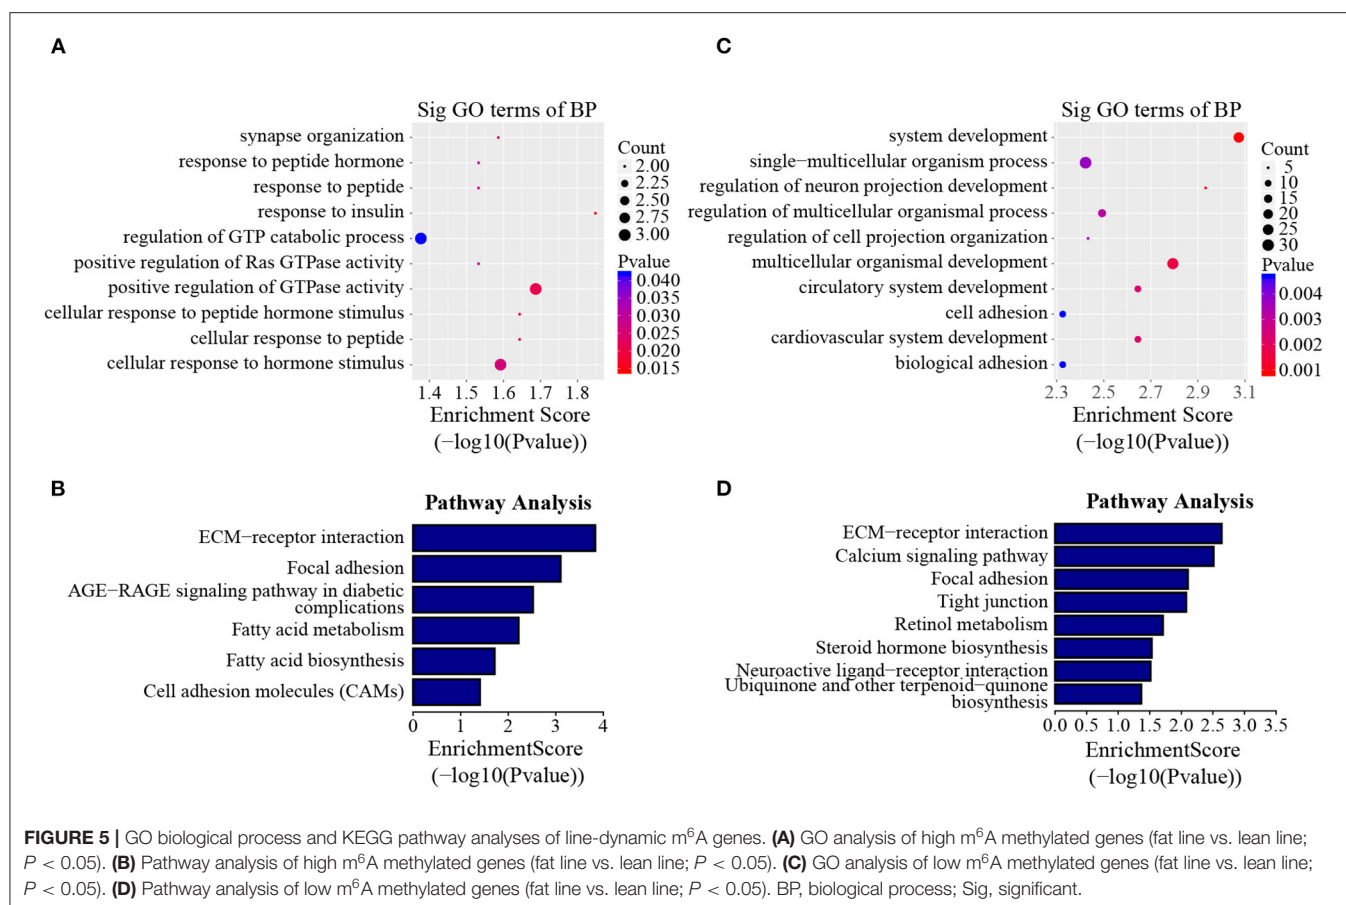 A
Sig GO terms of BP
synapse organization
response to peptide hormone
response to peptide
response to insulin
regulation of GTP catabolic process
positive regulation of Ras GTPase activity
positive regulation of GTPase activity
cellular response to peptide hormone stimulus
cellular response to peptide
cellular response to hormone stimulus
1.4 1.5 1.6 1.7 1.8
Enrichment Score
(−log10(Pvalue))
Count
2.00
2.25
2.50
2.75
3.00
Pvalue
0.040
0.035
0.030
0.025
0.020
0.015
C
Sig GO terms of BP
system development
single−multicellular organism process
regulation of neuron projection development
regulation of multicellular organismal process
regulation of cell projection organization
multicellular organismal development
circulatory system development
cell adhesion
cardiovascular system development
biological adhesion
2.3 2.5 2.7 2.9 3.1
Enrichment Score
(−log10(Pvalue))
Count
5
10
15
20
25
30
Pvalue
0.004
0.003
0.002
0.001
B
Pathway Analysis
ECM−receptor interaction
Focal adhesion
AGE−RAGE signaling pathway in diabetic
complications
Fatty acid metabolism
Fatty acid biosynthesis
Cell adhesion molecules (CAMs)
0 1 2 3 4
EnrichmentScore
(−log10(Pvalue))
D
Pathway Analysis
ECM−receptor interaction
Calcium signaling pathway
Focal adhesion
Tight junction
Retinol metabolism
Steroid hormone biosynthesis
Neuroactive ligand−receptor interaction
Ubiquinone and other terpenoid−quinone
biosynthesis
0.0 0.5 1.0 1.5 2.0 2.5 3.0 3.5
EnrichmentScore
(−log10(Pvalue))
FIGURE 5 | GO biological process and KEGG pathway analyses of line-dynamic m⁶A genes. (A) GO analysis of high m⁶A methylated genes (fat line vs. lean line;
P < 0.05). (B) Pathway analysis of high m⁶A methylated genes (fat line vs. lean line; P < 0.05). (C) GO analysis of low m⁶A methylated genes (fat line vs. lean line;
P < 0.05). (D) Pathway analysis of low m⁶A methylated genes (fat line vs. lean line; P < 0.05). BP, biological process; Sig, significant.